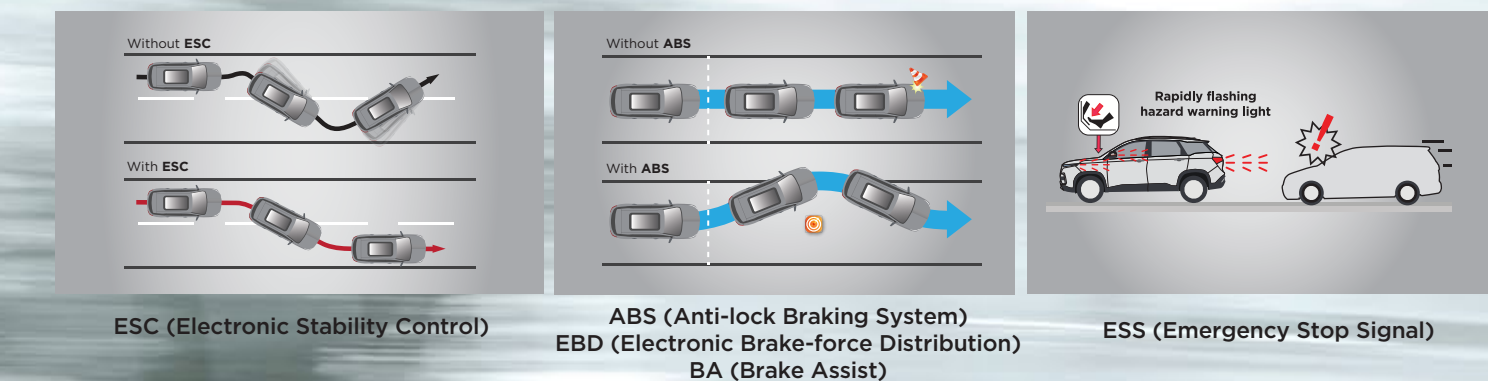 Without ESC
With ESC
ESC (Electronic Stability Control)
Without ABS
With ABS
ABS (Anti-lock Braking System)
EBD (Electronic Brake-force Distribution)
BA (Brake Assist)
Rapidly flashing
hazard warning light
ESS (Emergency Stop Signal)